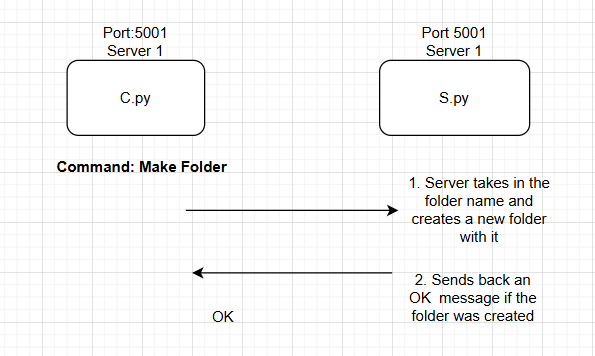 Port:5001
Server 1
C.py
Port 5001
Server 1
S.py
Command: Make Folder
1. Server takes in the
folder name and
creates a new folder
with it
2. Sends back an
OK message if the
folder was created
OK